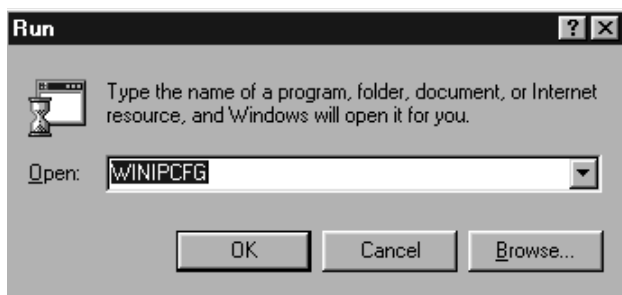 Run
Type the name of a program, folder, document, or Internet
resource, and Windows will open it for you.
Open: WINIPCFG
OK Cancel Browse...